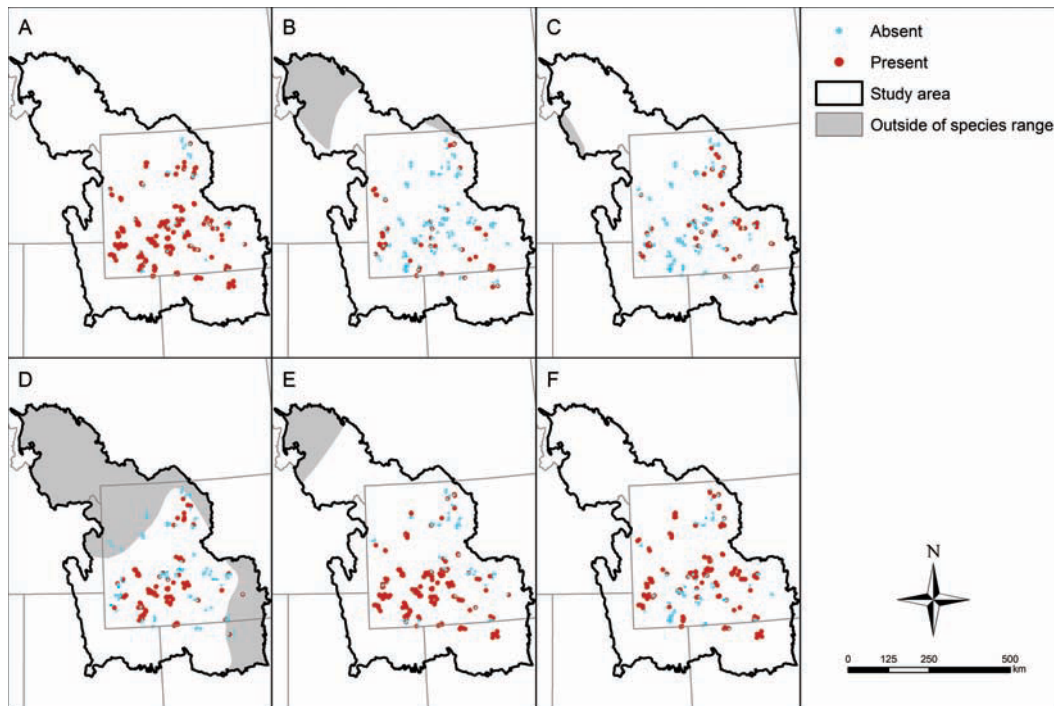 A
B
C
Absent
Present
Study area
Outside of species range
D
E
F
N
0 125 250 500
km